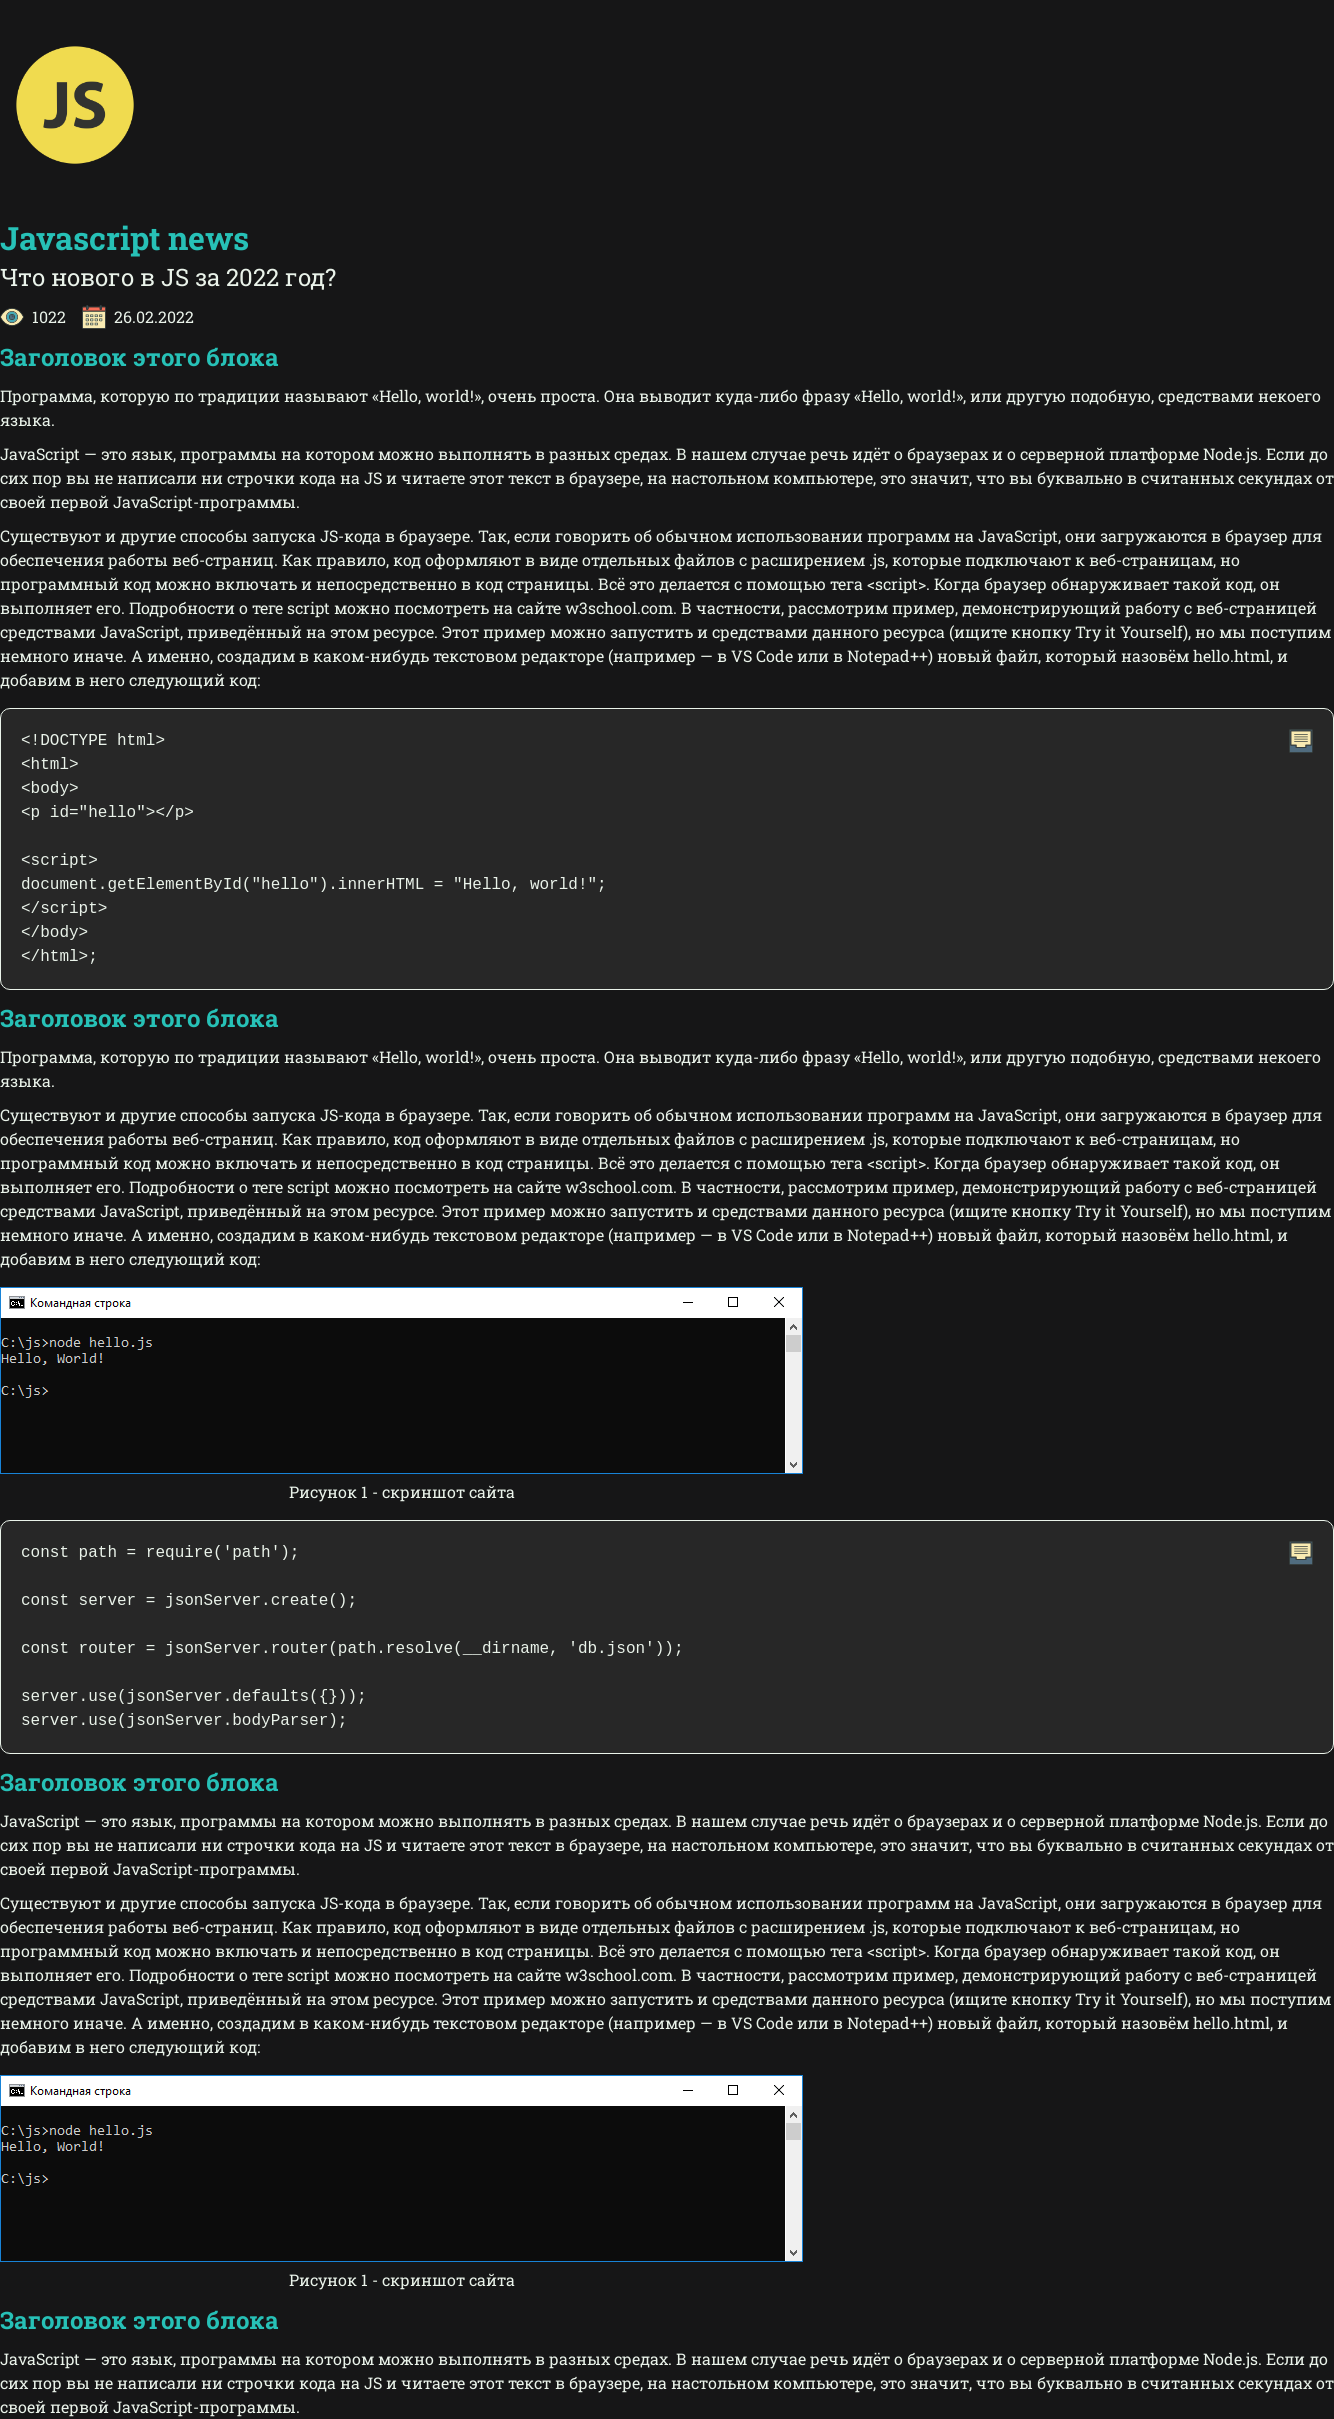 JS
Javascript news
Что нового в JS за 2022 год?
1022 26.02.2022
Заголовок этого блока
Программа, которую по традиции называют «Hello, world!», очень проста. Она выводит куда-либо фразу «Hello, world!», или другую подобную, средствами некоего
языка.
JavaScript — это язык, программы на котором можно выполнять в разных средах. В нашем случае речь идёт о браузерах и о серверной платформе Node.js. Если до
сих пор вы не написали ни строчки кода на JS и читаете этот текст в браузере, на настольном компьютере, это значит, что вы буквально в считанных секундах от
своей первой JavaScript-программы.
Существуют и другие способы запуска JS-кода в браузере. Так, если говорить об обычном использовании программ на JavaScript, они загружаются в браузер для
обеспечения работы веб-страниц. Как правило, код оформляют в виде отдельных файлов с расширением .js, которые подключают к веб-страницам, но
программный код можно включать и непосредственно в код страницы. Всё это делается с помощью тега <script>. Когда браузер обнаруживает такой код, он
выполняет его. Подробности о теге script можно посмотреть на сайте w3school.com. В частности, рассмотрим пример, демонстрирующий работу с веб-страницей
средствами JavaScript, приведённый на этом ресурсе. Этот пример можно запустить и средствами данного ресурса (ищите кнопку Try it Yourself), но мы поступим
немного иначе. А именно, создадим в каком-нибудь текстовом редакторе (например — в VS Code или в Notepad++) новый файл, который назовём hello.html, и
добавим в него следующий код:
<!DOCTYPE html>
<html>
<body>
<p id="hello"></p>
<script>
document.getElementById("hello").innerHTML = "Hello, world!";
</script>
</body>
</html>;
Заголовок этого блока
Программа, которую по традиции называют «Hello, world!», очень проста. Она выводит куда-либо фразу «Hello, world!», или другую подобную, средствами некоего
языка.
Существуют и другие способы запуска JS-кода в браузере. Так, если говорить об обычном использовании программ на JavaScript, они загружаются в браузер для
обеспечения работы веб-страниц. Как правило, код оформляют в виде отдельных файлов с расширением .js, которые подключают к веб-страницам, но
программный код можно включать и непосредственно в код страницы. Всё это делается с помощью тега <script>. Когда браузер обнаруживает такой код, он
выполняет его. Подробности о теге script можно посмотреть на сайте w3school.com. В частности, рассмотрим пример, демонстрирующий работу с веб-страницей
средствами JavaScript, приведённый на этом ресурсе. Этот пример можно запустить и средствами данного ресурса (ищите кнопку Try it Yourself), но мы поступим
немного иначе. А именно, создадим в каком-нибудь текстовом редакторе (например — в VS Code или в Notepad++) новый файл, который назовём hello.html, и
добавим в него следующий код:
Командная строка
C:\js>node hello.js
Hello, World!
C:\js>
Рисунок 1 - скриншот сайта
const path = require('path');
const server = jsonServer.create();
const router = jsonServer.router(path.resolve(__dirname, 'db.json'));
server.use(jsonServer.defaults({}));
server.use(jsonServer.bodyParser);
Заголовок этого блока
JavaScript — это язык, программы на котором можно выполнять в разных средах. В нашем случае речь идёт о браузерах и о серверной платформе Node.js. Если до
сих пор вы не написали ни строчки кода на JS и читаете этот текст в браузере, на настольном компьютере, это значит, что вы буквально в считанных секундах от
своей первой JavaScript-программы.
Существуют и другие способы запуска JS-кода в браузере. Так, если говорить об обычном использовании программ на JavaScript, они загружаются в браузер для
обеспечения работы веб-страниц. Как правило, код оформляют в виде отдельных файлов с расширением .js, которые подключают к веб-страницам, но
программный код можно включать и непосредственно в код страницы. Всё это делается с помощью тега <script>. Когда браузер обнаруживает такой код, он
выполняет его. Подробности о теге script можно посмотреть на сайте w3school.com. В частности, рассмотрим пример, демонстрирующий работу с веб-страницей
средствами JavaScript, приведённый на этом ресурсе. Этот пример можно запустить и средствами данного ресурса (ищите кнопку Try it Yourself), но мы поступим
немного иначе. А именно, создадим в каком-нибудь текстовом редакторе (например — в VS Code или в Notepad++) новый файл, который назовём hello.html, и
добавим в него следующий код:
Командная строка
C:\js>node hello.js
Hello, World!
C:\js>
Рисунок 1 - скриншот сайта
Заголовок этого блока
JavaScript — это язык, программы на котором можно выполнять в разных средах. В нашем случае речь идёт о браузерах и о серверной платформе Node.js. Если до
сих пор вы не написали ни строчки кода на JS и читаете этот текст в браузере, на настольном компьютере, это значит, что вы буквально в считанных секундах от
своей первой JavaScript-программы.